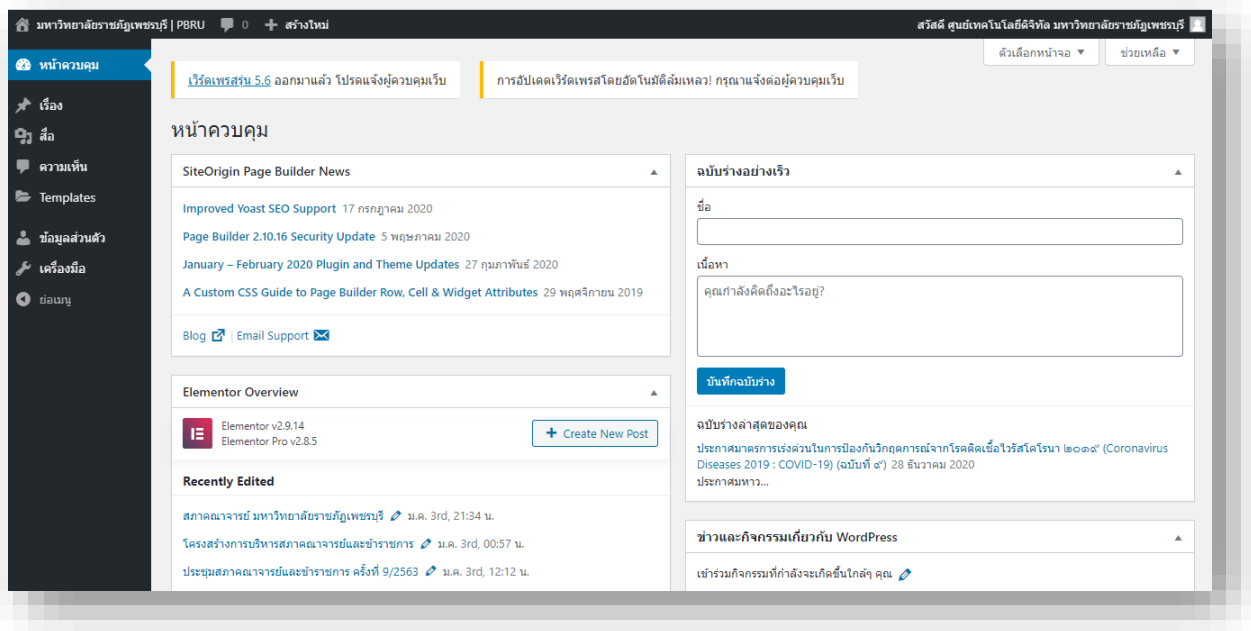 มหาวิทยาลัยราชภัฏเพชรบุรี | PBRU 0 + สร้างใหม่
สวัสดี ศูนย์เทคโนโลยีดิจิทัล มหาวิทยาลัยราชภัฏเพชรบุรี
ตัวเลือกหน้าจอ ▼ ช่วยเหลือ ▼
หน้าควบคุม
เรื่อง
สื่อ
ความเห็น
Templates
ข้อมูลส่วนตัว
เครื่องมือ
ย่อเมนู
เวิร์ดเพรสรุ่น 5.6 ออกมาแล้ว โปรดแจ้งผู้ควบคุมเว็บ
การอัปเดตเวิร์ดเพรสโดยอัตโนมัติล้มเหลว! กรุณาแจ้งต่อผู้ควบคุมเว็บ
หน้าควบคุม
SiteOrigin Page Builder News
Improved Yoast SEO Support 17 กรกฎาคม 2020
Page Builder 2.10.16 Security Update 5 พฤษภาคม 2020
January – February 2020 Plugin and Theme Updates 27 กุมภาพันธ์ 2020
A Custom CSS Guide to Page Builder Row, Cell & Widget Attributes 29 พฤศจิกายน 2019
Blog | Email Support
Elementor Overview
Elementor v2.9.14
Elementor Pro v2.8.5
+ Create New Post
Recently Edited
สภาคณาจารย์ มหาวิทยาลัยราชภัฏเพชรบุรี ม.ค. 3rd, 21:34 น.
โครงสร้างการบริหารสภาคณาจารย์และข้าราชการ ม.ค. 3rd, 00:57 น.
ประชุมสภาคณาจารย์และข้าราชการ ครั้งที่ 9/2563 ม.ค. 3rd, 12:12 น.
ฉบับร่างอย่างเร็ว
ชื่อ
เนื้อหา
คุณกำลังคิดถึงอะไรอยู่?
บันทึกฉบับร่าง
ฉบับร่างล่าสุดของคุณ
ประกาศมาตรการเร่งด่วนในการป้องกันวิกฤตการณ์จากโรคติดเชื้อไวรัสโคโรนา ๒๐๑๙ (Coronavirus
Diseases 2019 : COVID-19) (ฉบับที่ ๙) 28 ธันวาคม 2020
ประกาศมหาว...
ข่าวและกิจกรรมเกี่ยวกับ WordPress
เข้าร่วมกิจกรรมที่กำลังจะเกิดขึ้นใกล้ๆ คุณ